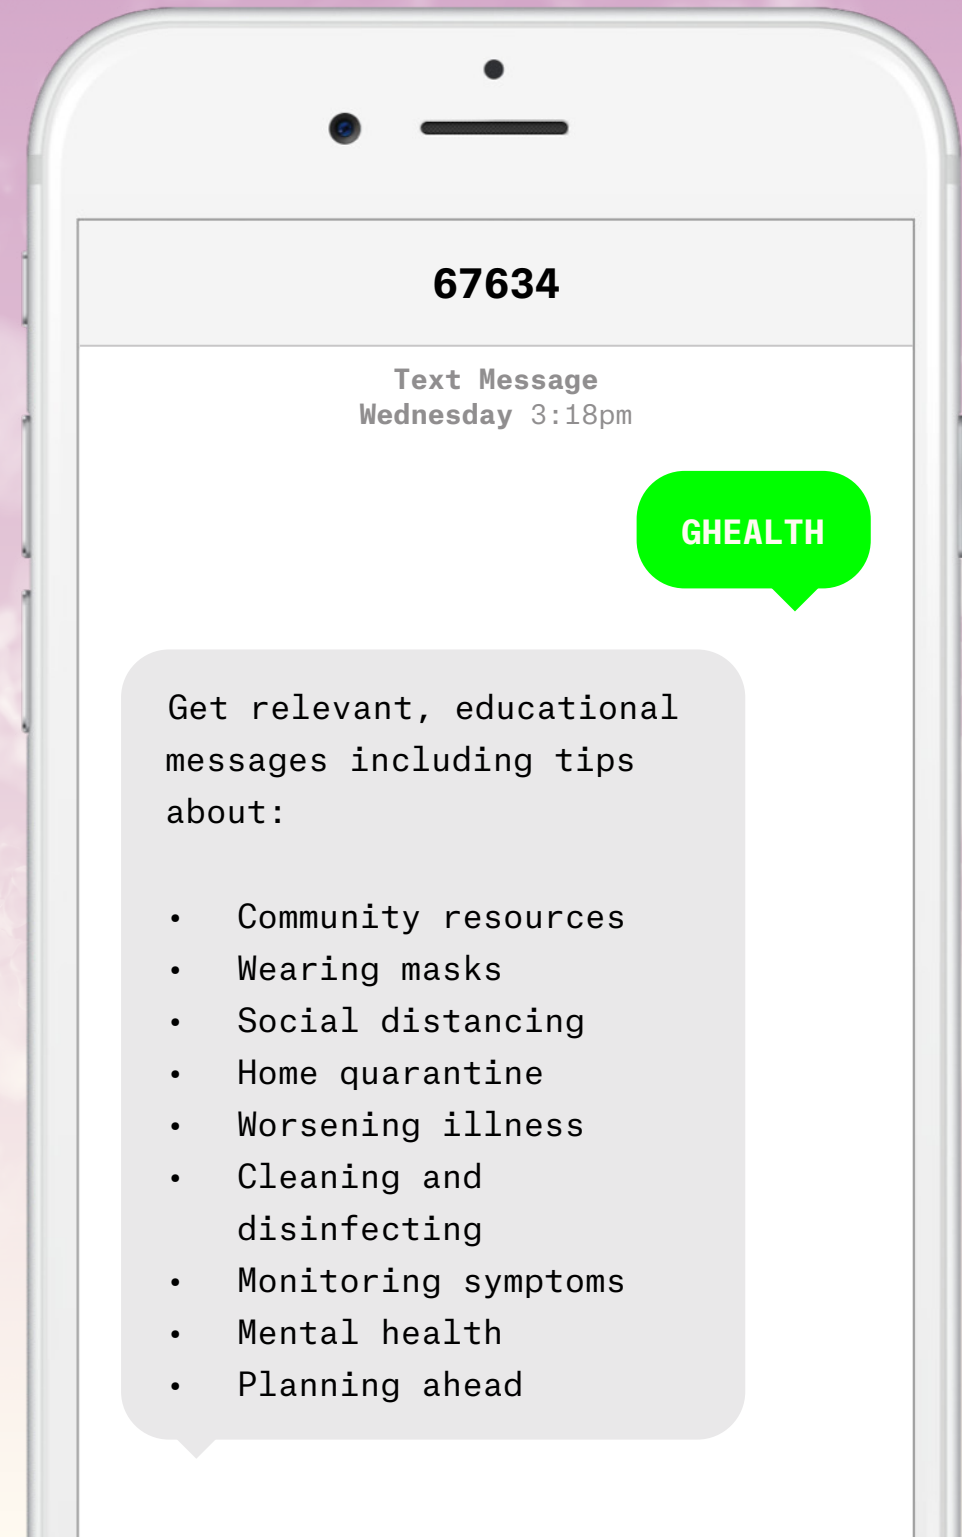 67634
Text Message
Wednesday 3:18pm
GHEALTH
Get relevant, educational
messages including tips
about:
• Community resources
• Wearing masks
• Social distancing
• Home quarantine
• Worsening illness
• Cleaning and
disinfecting
• Monitoring symptoms
• Mental health
• Planning ahead